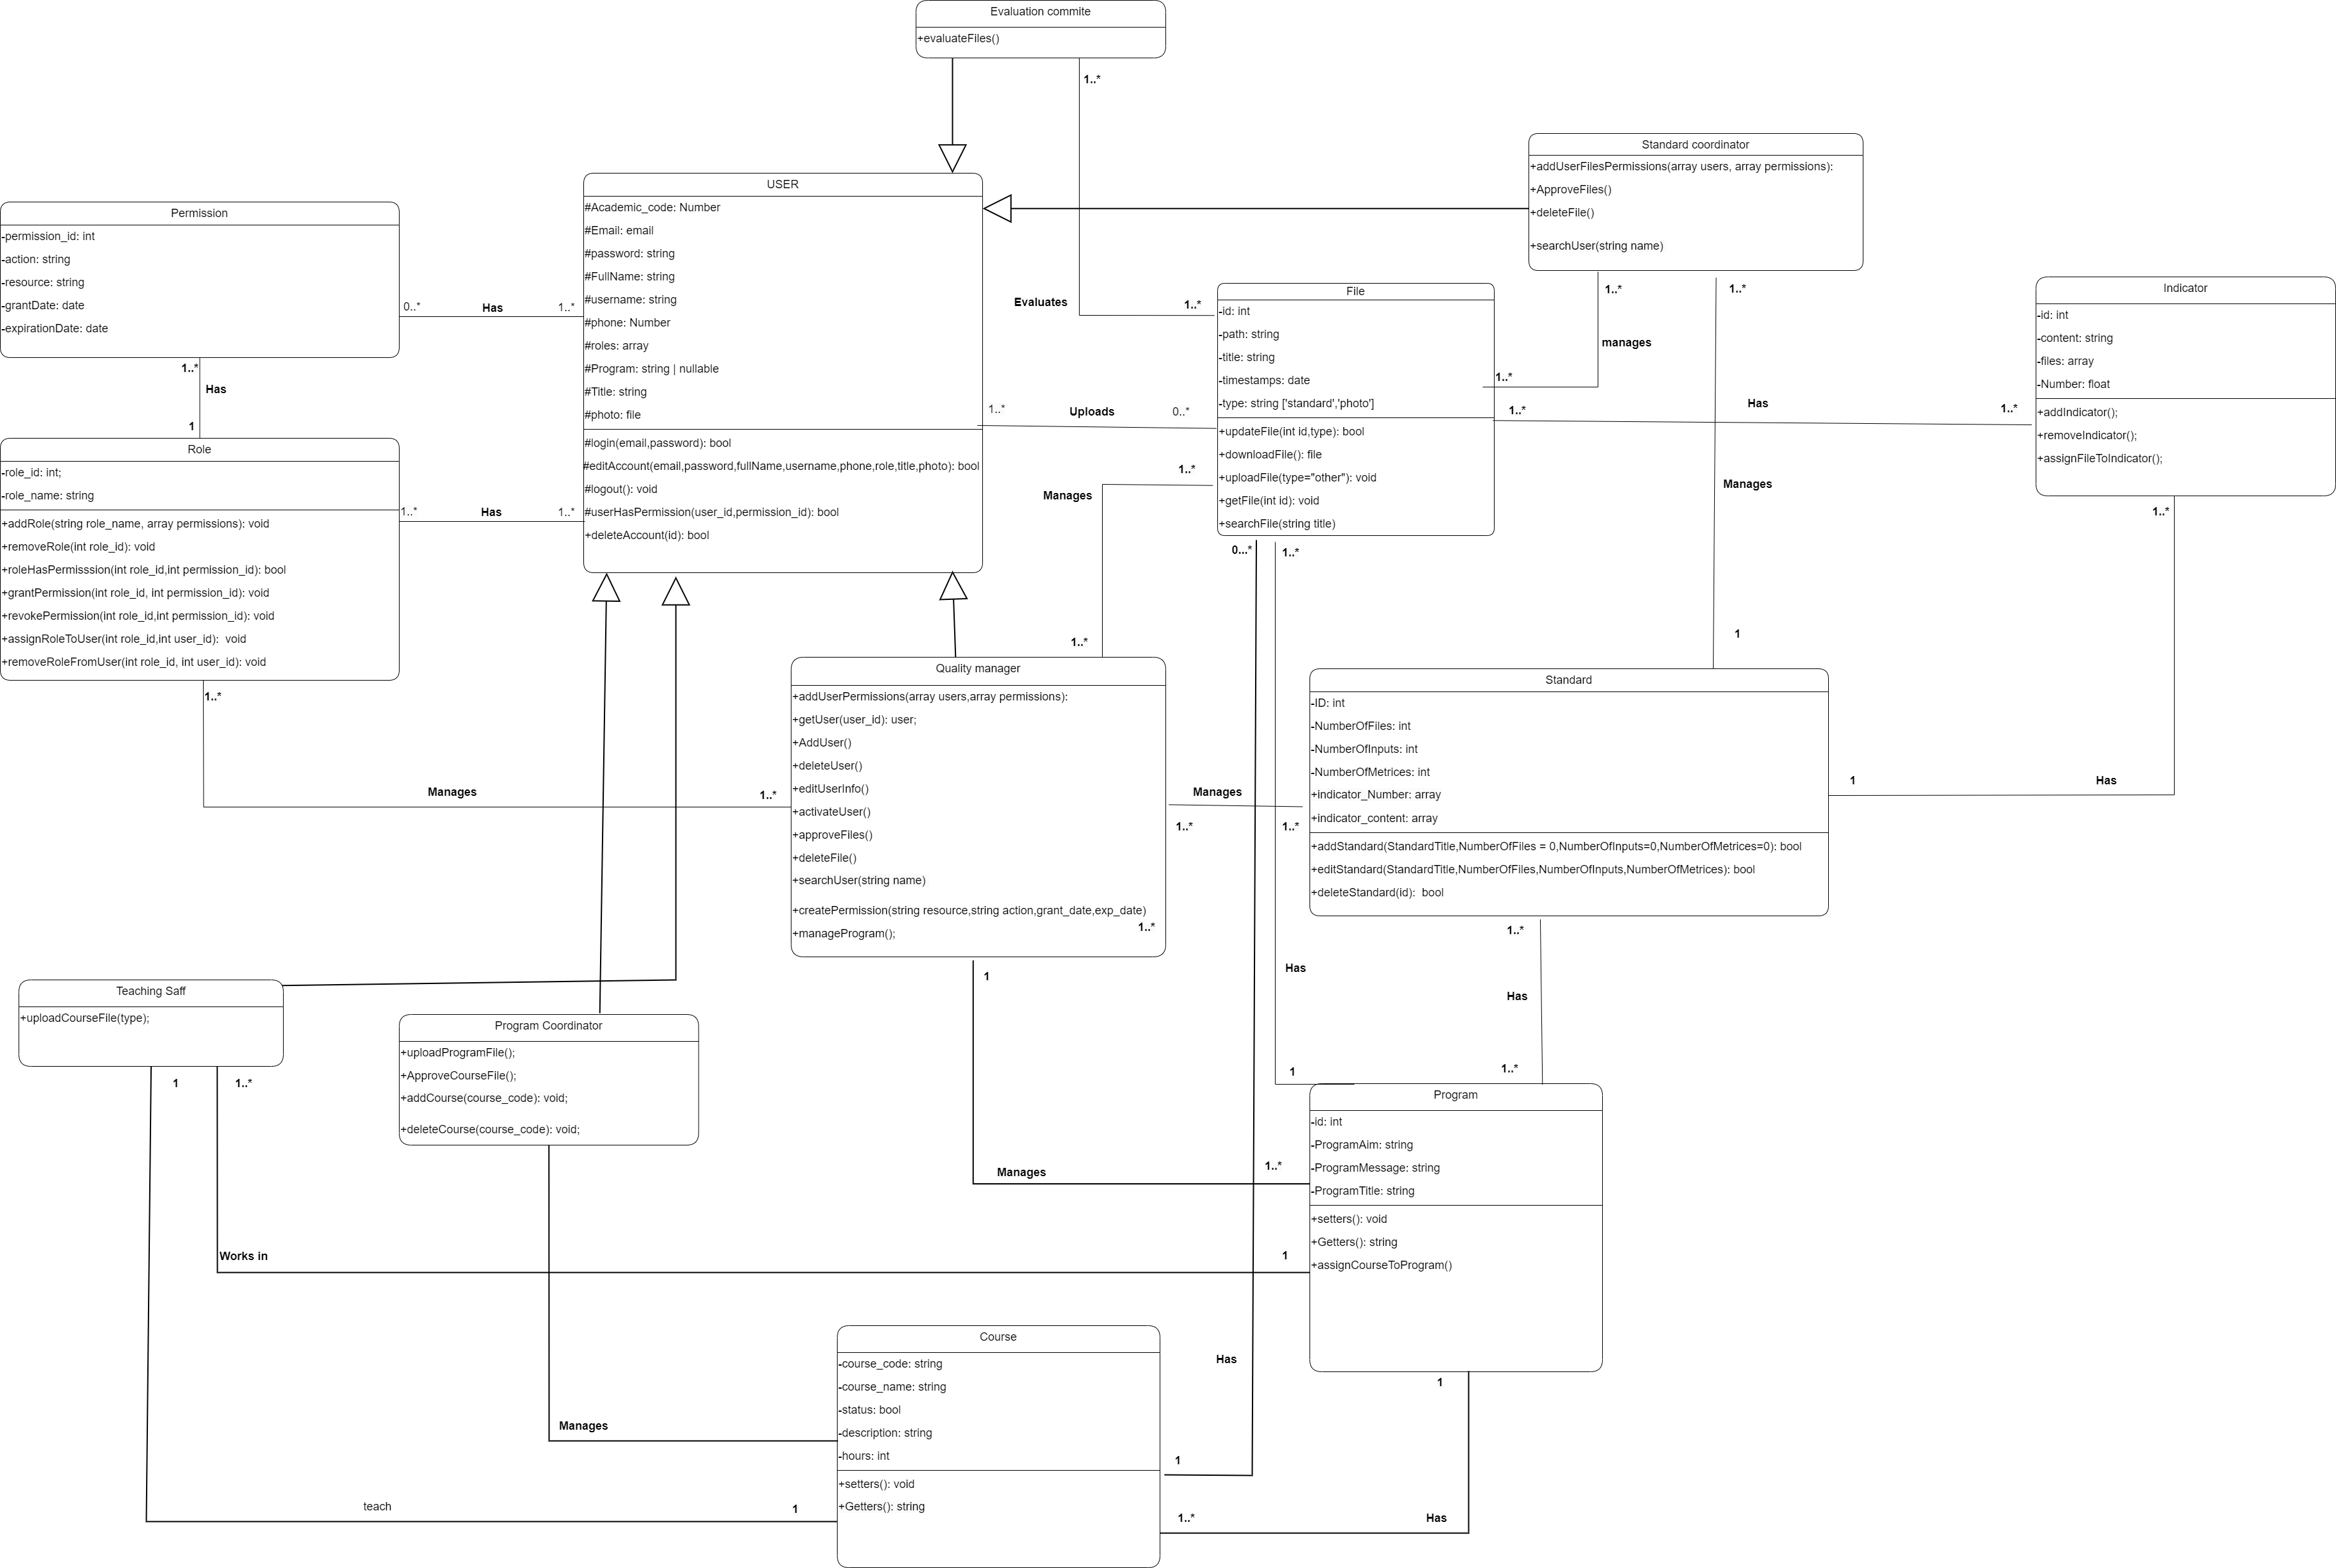 Evaluation commite
+evaluateFiles()
1..*
Standard coordinator
+addUserFilesPermissions(array users, array permissions):
+ApproveFiles()
+deleteFile()
+searchUser(string name)
USER
#Academic_code: Number
#Email: email
#password: string
#FullName: string
#username: string
#phone: Number
#roles: array
#Program: string | nullable
#Title: string
#photo: file
#login(email,password): bool
#editAccount(email,password,fullName,username,phone,role,title,photo): bool
#logout(): void
#userHasPermission(user_id,permission_id): bool
+deleteAccount(id): bool
Permission
-permission_id: int
-action: string
-resource: string
-grantDate: date
-expirationDate: date
0..*
Has
1..*
1..*
Has
1
Role
-role_id: int;
-role_name: string
+addRole(string role_name, array permissions): void
+removeRole(int role_id): void
+roleHasPermisssion(int role_id,int permission_id): bool
+grantPermission(int role_id, int permission_id): void
+revokePermission(int role_id,int permission_id): void
+assignRoleToUser(int role_id,int user_id):  void
+removeRoleFromUser(int role_id, int user_id): void
1..*
Has
1..*
1..*
Manages
1..*
Evaluates
1..*
File
-id: int
-path: string
-title: string
-timestamps: date
-type: string ['standard','photo']
+updateFile(int id,type): bool
+downloadFile(): file
+uploadFile(type="other"): void
+getFile(int id): void
+searchFile(string title)
1..*
Uploads
0..*
1..*
manages
1..*
1..*
Manages
1
1..*
Has
1..*
Indicator
-id: int
-content: string
-files: array
-Number: float
+addIndicator();
+removeIndicator();
+assignFileToIndicator();
1..*
Manages
1..*
1..*
0...*
1..*
Quality manager
+addUserPermissions(array users,array permissions):
+getUser(user_id): user;
+AddUser()
+deleteUser()
+editUserInfo()
+activateUser()
+approveFiles()
+deleteFile()
+searchUser(string name)
+createPermission(string resource,string action,grant_date,exp_date)
1..*
+manageProgram();
Manages
1..*
1..*
Standard
-ID: int
-NumberOfFiles: int
-NumberOfInputs: int
-NumberOfMetrices: int
+indicator_Number: array
+indicator_content: array
+addStandard(StandardTitle,NumberOfFiles = 0,NumberOfInputs=0,NumberOfMetrices=0): bool
+editStandard(StandardTitle,NumberOfFiles,NumberOfInputs,NumberOfMetrices): bool
+deleteStandard(id):  bool
1
Has
1..*
Has
1..*
Has
1
1
Manages
1..*
Teaching Saff
+uploadCourseFile(type);
1
1..*
Program Coordinator
+uploadProgramFile();
+ApproveCourseFile();
+addCourse(course_code): void;
+deleteCourse(course_code): void;
Program
-id: int
-ProgramAim: string
-ProgramMessage: string
-ProgramTitle: string
+setters(): void
+Getters(): string
+assignCourseToProgram()
Works in
1
Course
-course_code: string
-course_name: string
-status: bool
-description: string
-hours: int
+setters(): void
+Getters(): string
Manages
teach
1
Has
1
1
1..*
Has